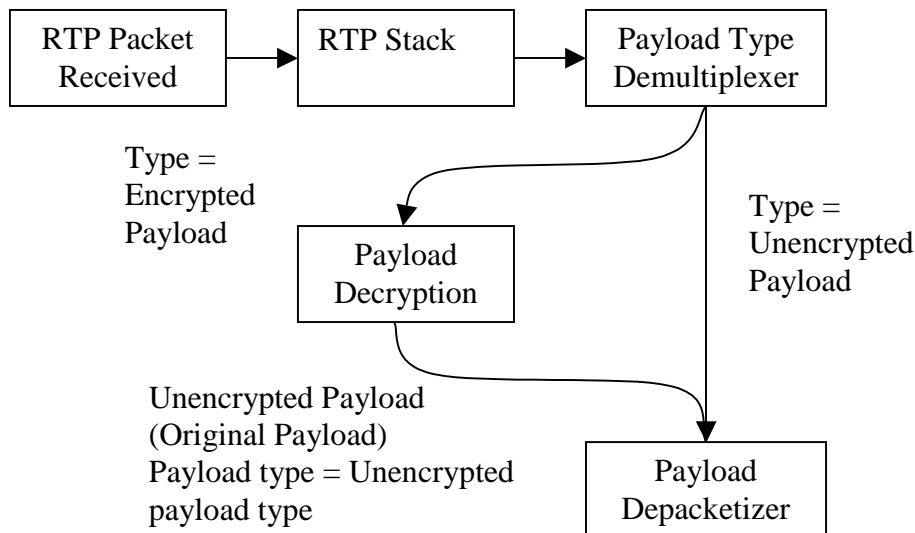 RTP Packet
Received
RTP Stack
Payload Type
Demultiplexer
Type =
Encrypted
Payload
Type =
Unencrypted
Payload
Payload
Decryption
Unencrypted Payload
(Original Payload)
Payload type = Unencrypted
payload type
Payload
Depacketizer